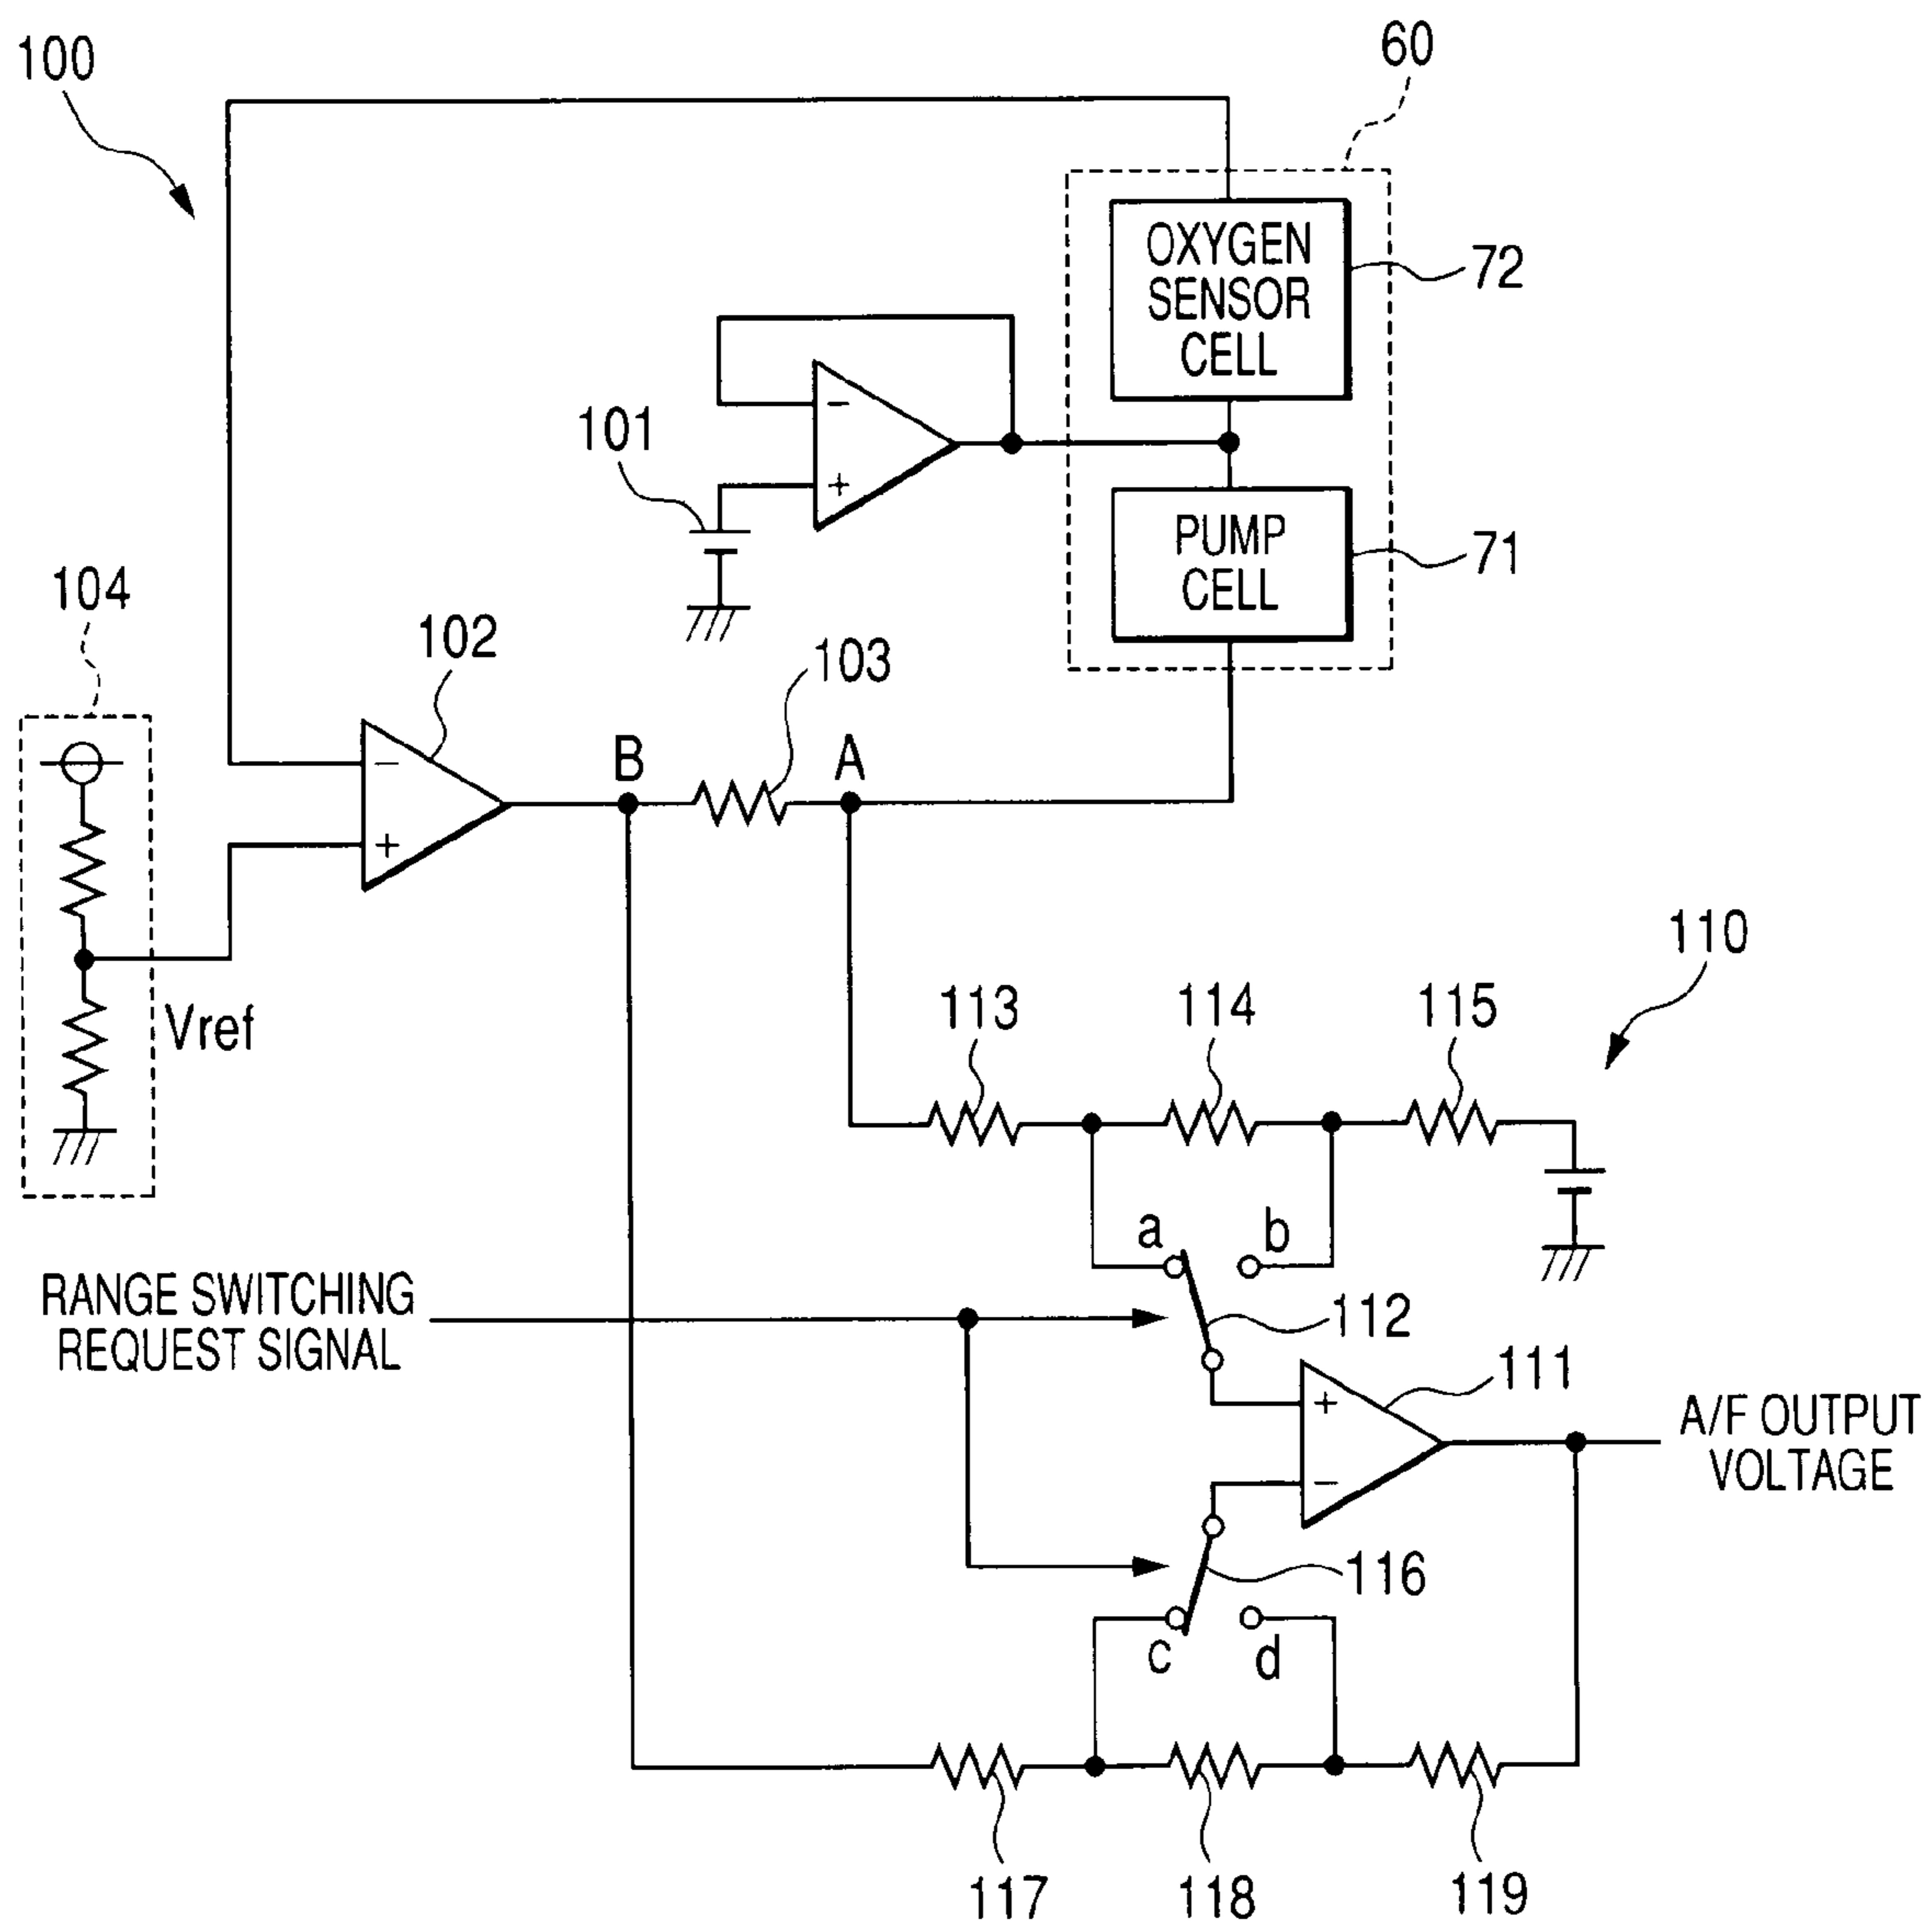 100
60
OXYGEN
SENSOR
CELL
72
101
−
+
PUMP
CELL
71
104
102
103
B
A
−
+
Vref
110
113
114
115
a
b
RANGE SWITCHING
REQUEST SIGNAL
112
111
+
−
A/F OUTPUT
VOLTAGE
116
c
d
117
118
119